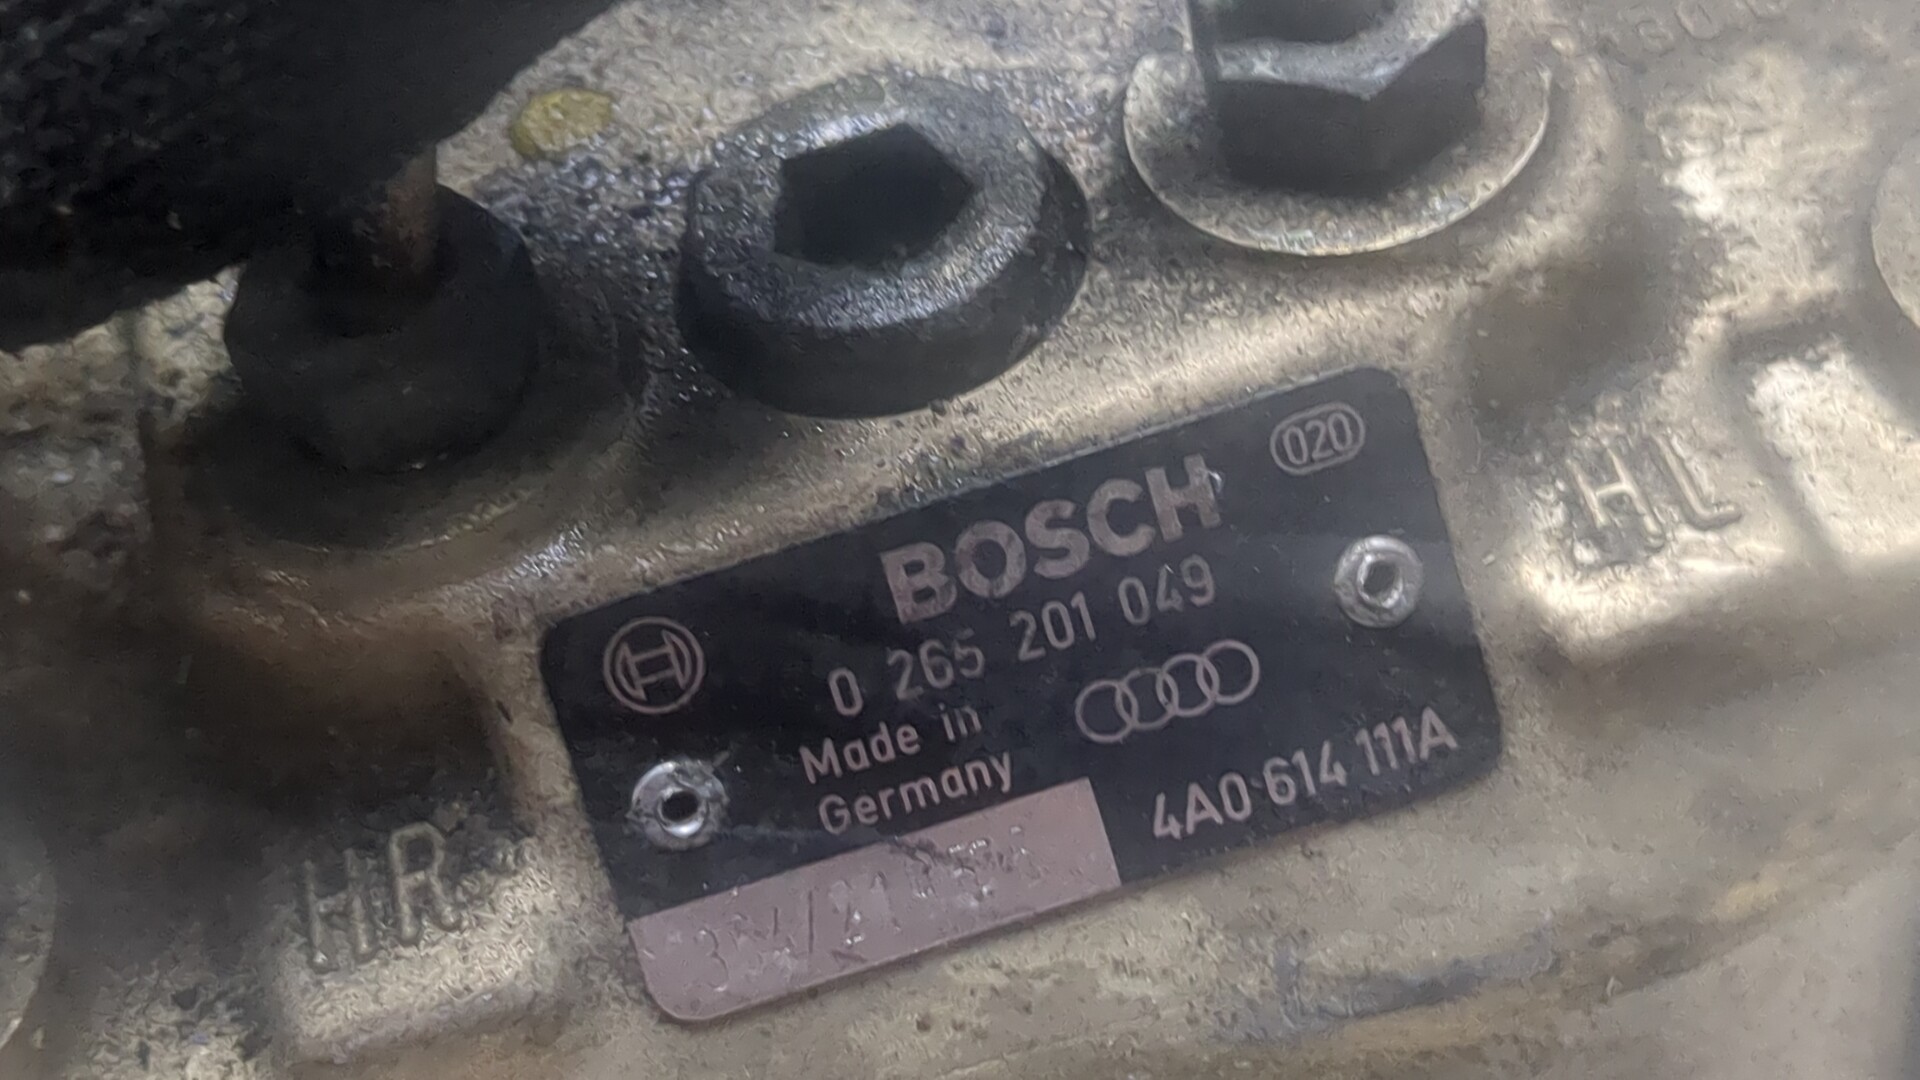 020
BOSCH
0 265 201 049
Made in
Germany
4A0 614 111A
HL
HR